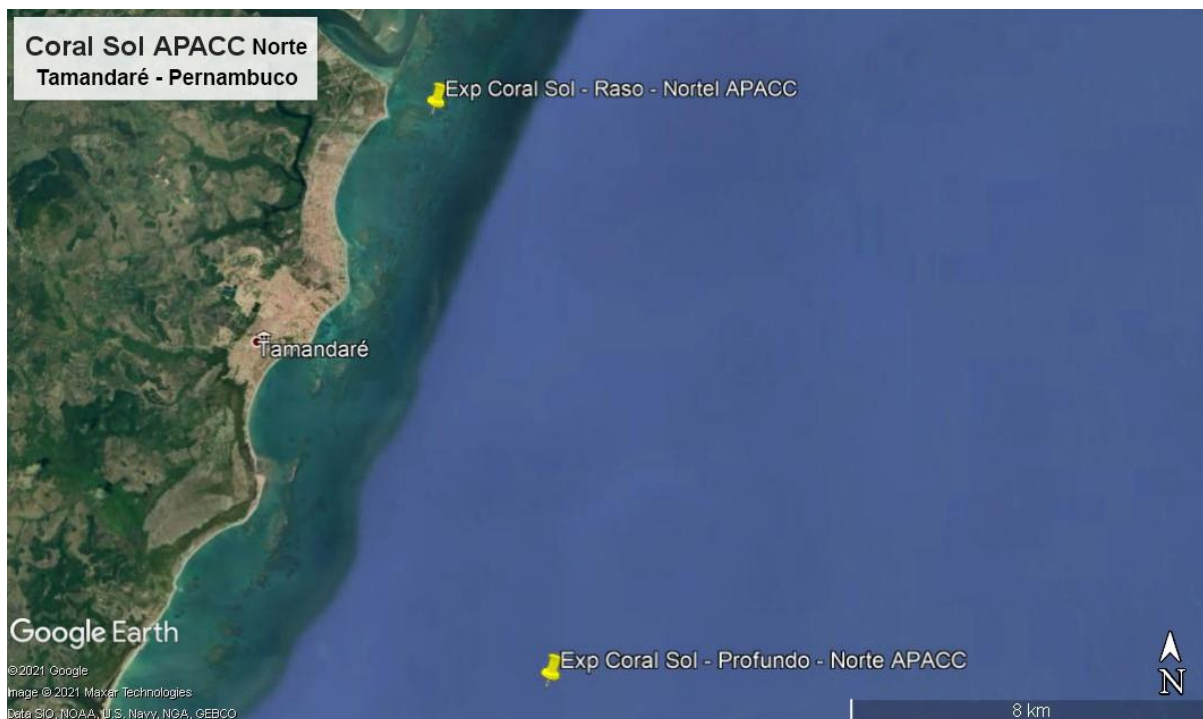 Coral Sol APACC Norte
Tamandaré - Pernambuco
Exp Coral Sol - Raso - Nortel APACC
Tamandaré
Exp Coral Sol - Profundo - Norte APACC
Google Earth
©2021 Google
Image © 2021 Maxar Technologies
Data SIO, NOAA, U.S. Navy, NGA, GEBCO
N
8 km